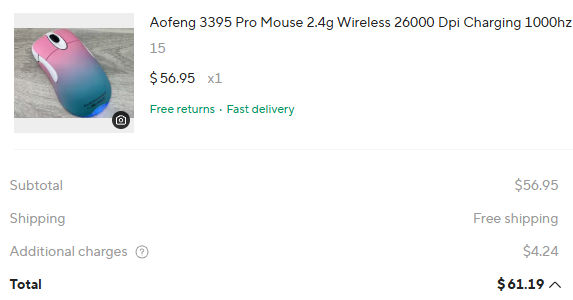 Aofeng 3395 Pro Mouse 2.4g Wireless 26000 Dpi Charging 1000hz
15
$56.95 x1
Free returns · Fast delivery
Subtotal $56.95
Shipping Free shipping
Additional charges ? $4.24
Total $61.19